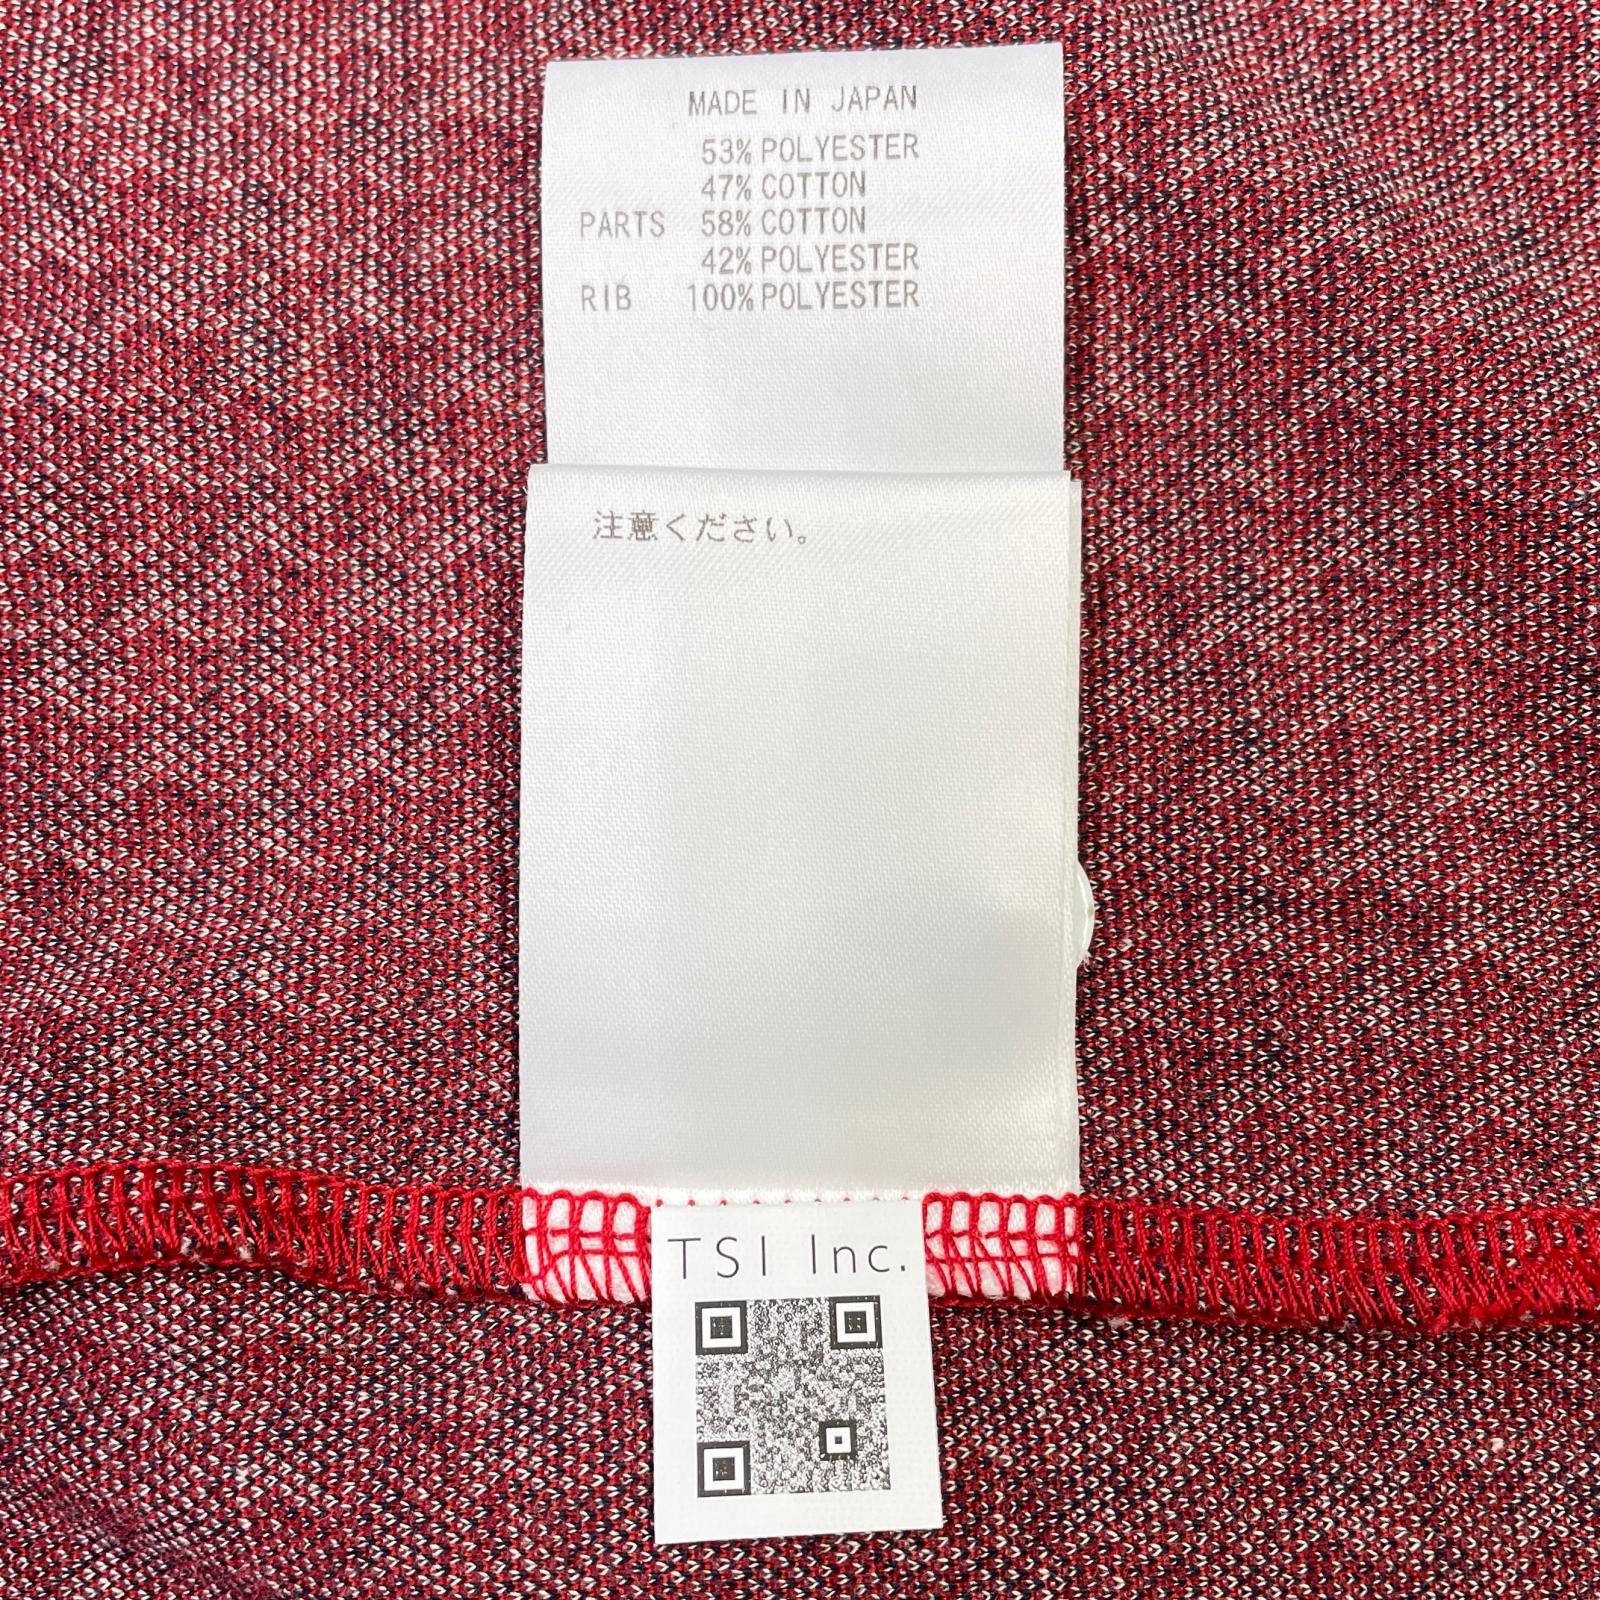 MADE IN JAPAN
53% POLYESTER
47% COTTON
PARTS 58% COTTON
42% POLYESTER
RIB 100% POLYESTER
注意ください。
TSI Inc.